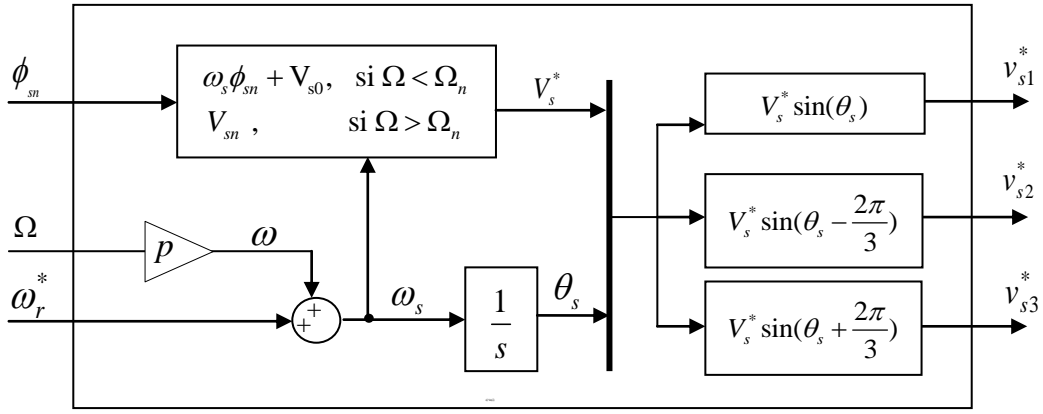 ϕ_sn
ω_s ϕ_sn + V_s0, si Ω < Ω_n
V_sn , si Ω > Ω_n
V_s^*
V_s^* sin(θ_s)
v_s1^*
Ω
p
ω
V_s^* sin(θ_s − 2π/3)
v_s2^*
ω_r^*
+
+
ω_s
1/s
θ_s
V_s^* sin(θ_s + 2π/3)
v_s3^*